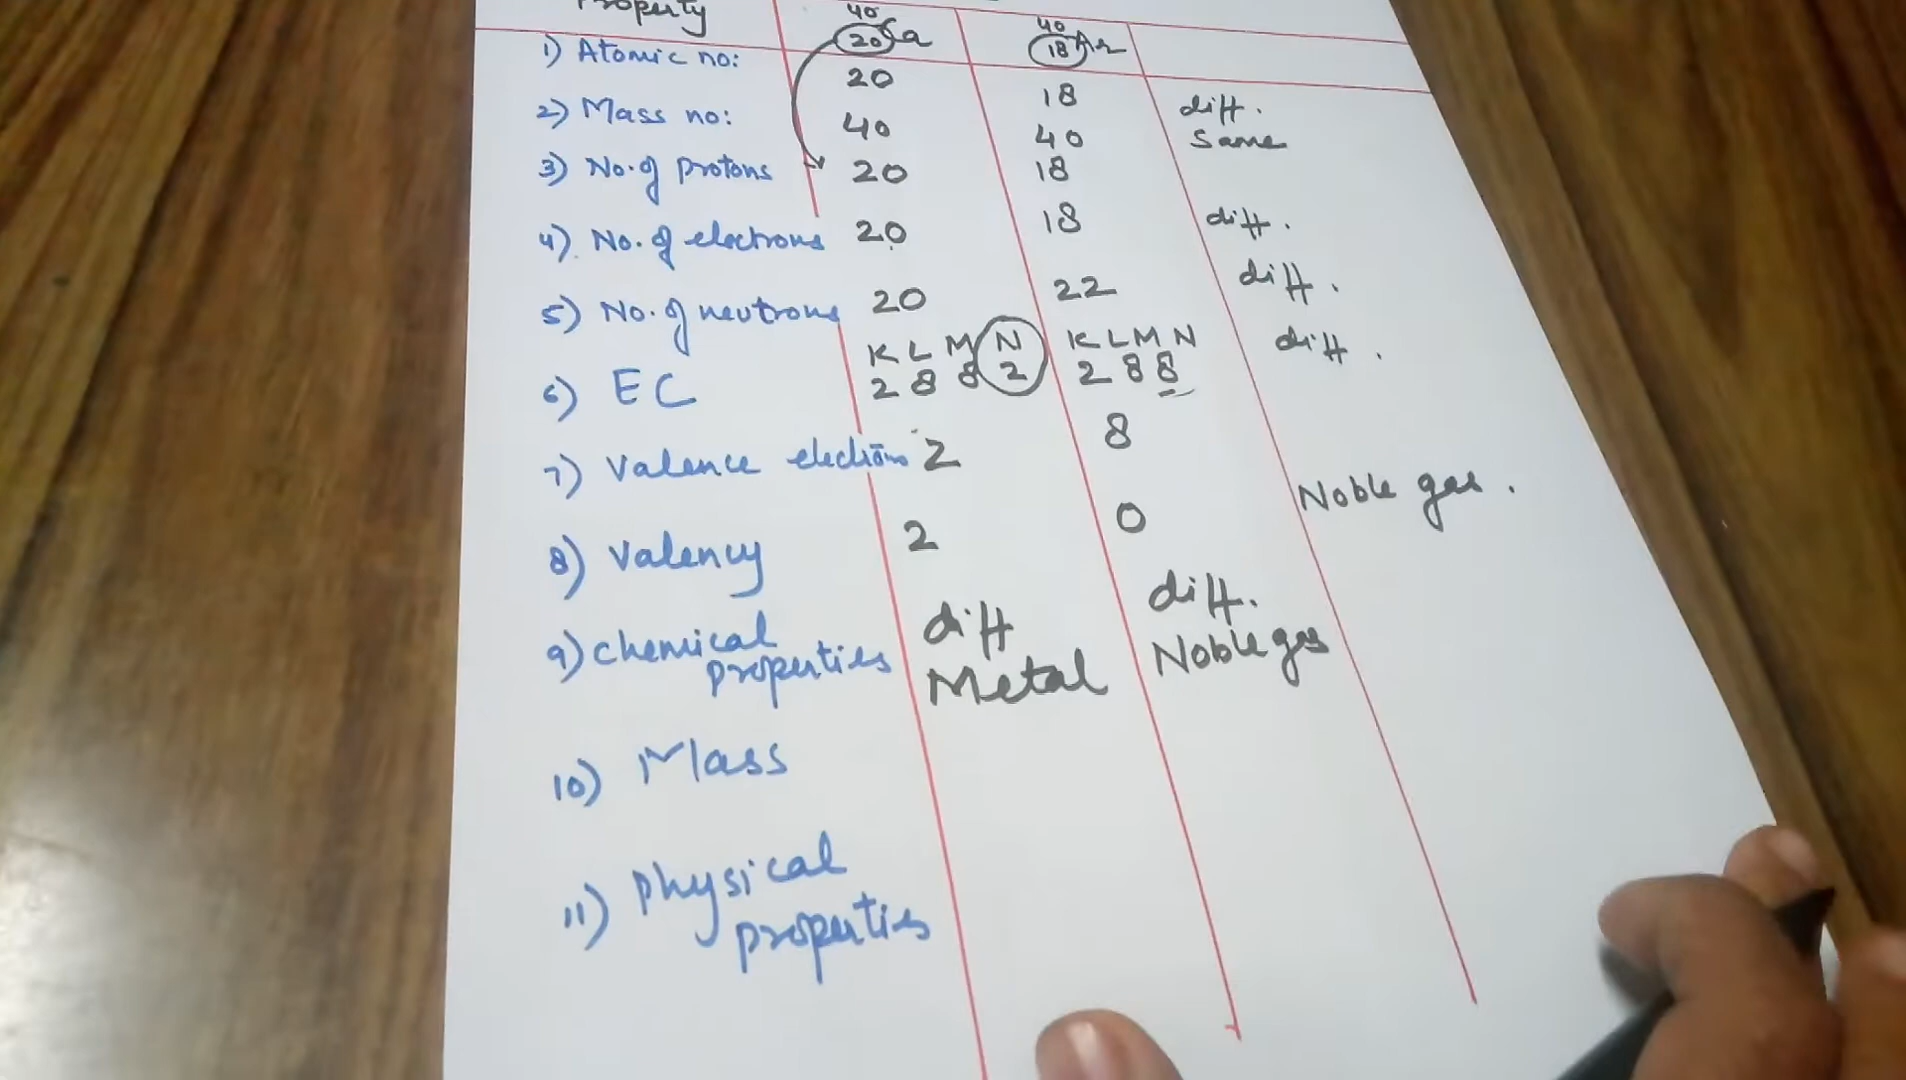 Property 40 20 Ca 40 18 Ar
1) Atomic no: 20 18 diff.
2) Mass no: 40 40 Same
3) No. of Protons 20 18
4). No. of electrons 20 18 diff.
5) No. of neutrons 20 22 diff.
K L M N K L M N diff.
6) EC 2 8 8 2 2 8 8
7) Valence electrons 2 8
8) Valency 2 0 Noble gas.
9) Chemical properties diff diff.
Metal Noble gas
10) Mass
11) Physical
properties